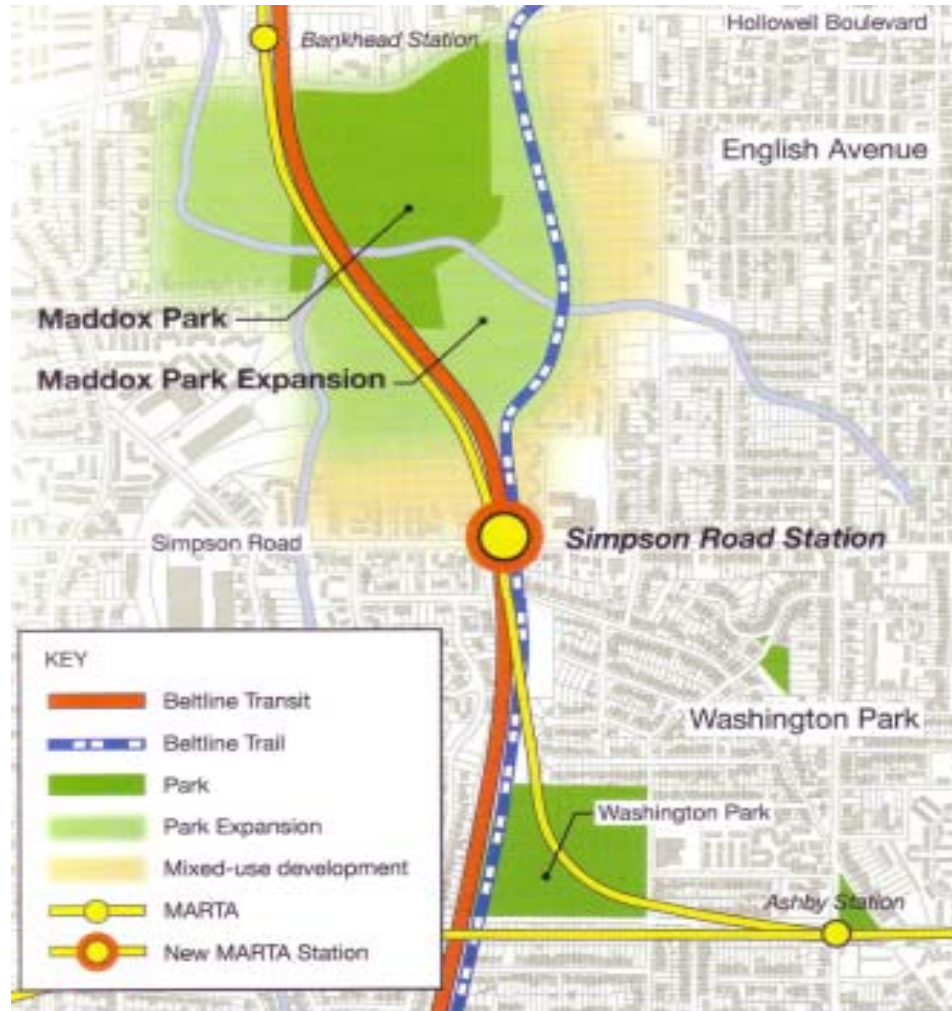 Hollowell Boulevard
Bankhead Station
English Avenue
Maddox Park
Maddox Park Expansion
Simpson Road
Simpson Road Station
KEY
Beltline Transit
Beltline Trail
Park
Park Expansion
Mixed-use development
MARTA
New MARTA Station
Washington Park
Washington Park
Ashby Station